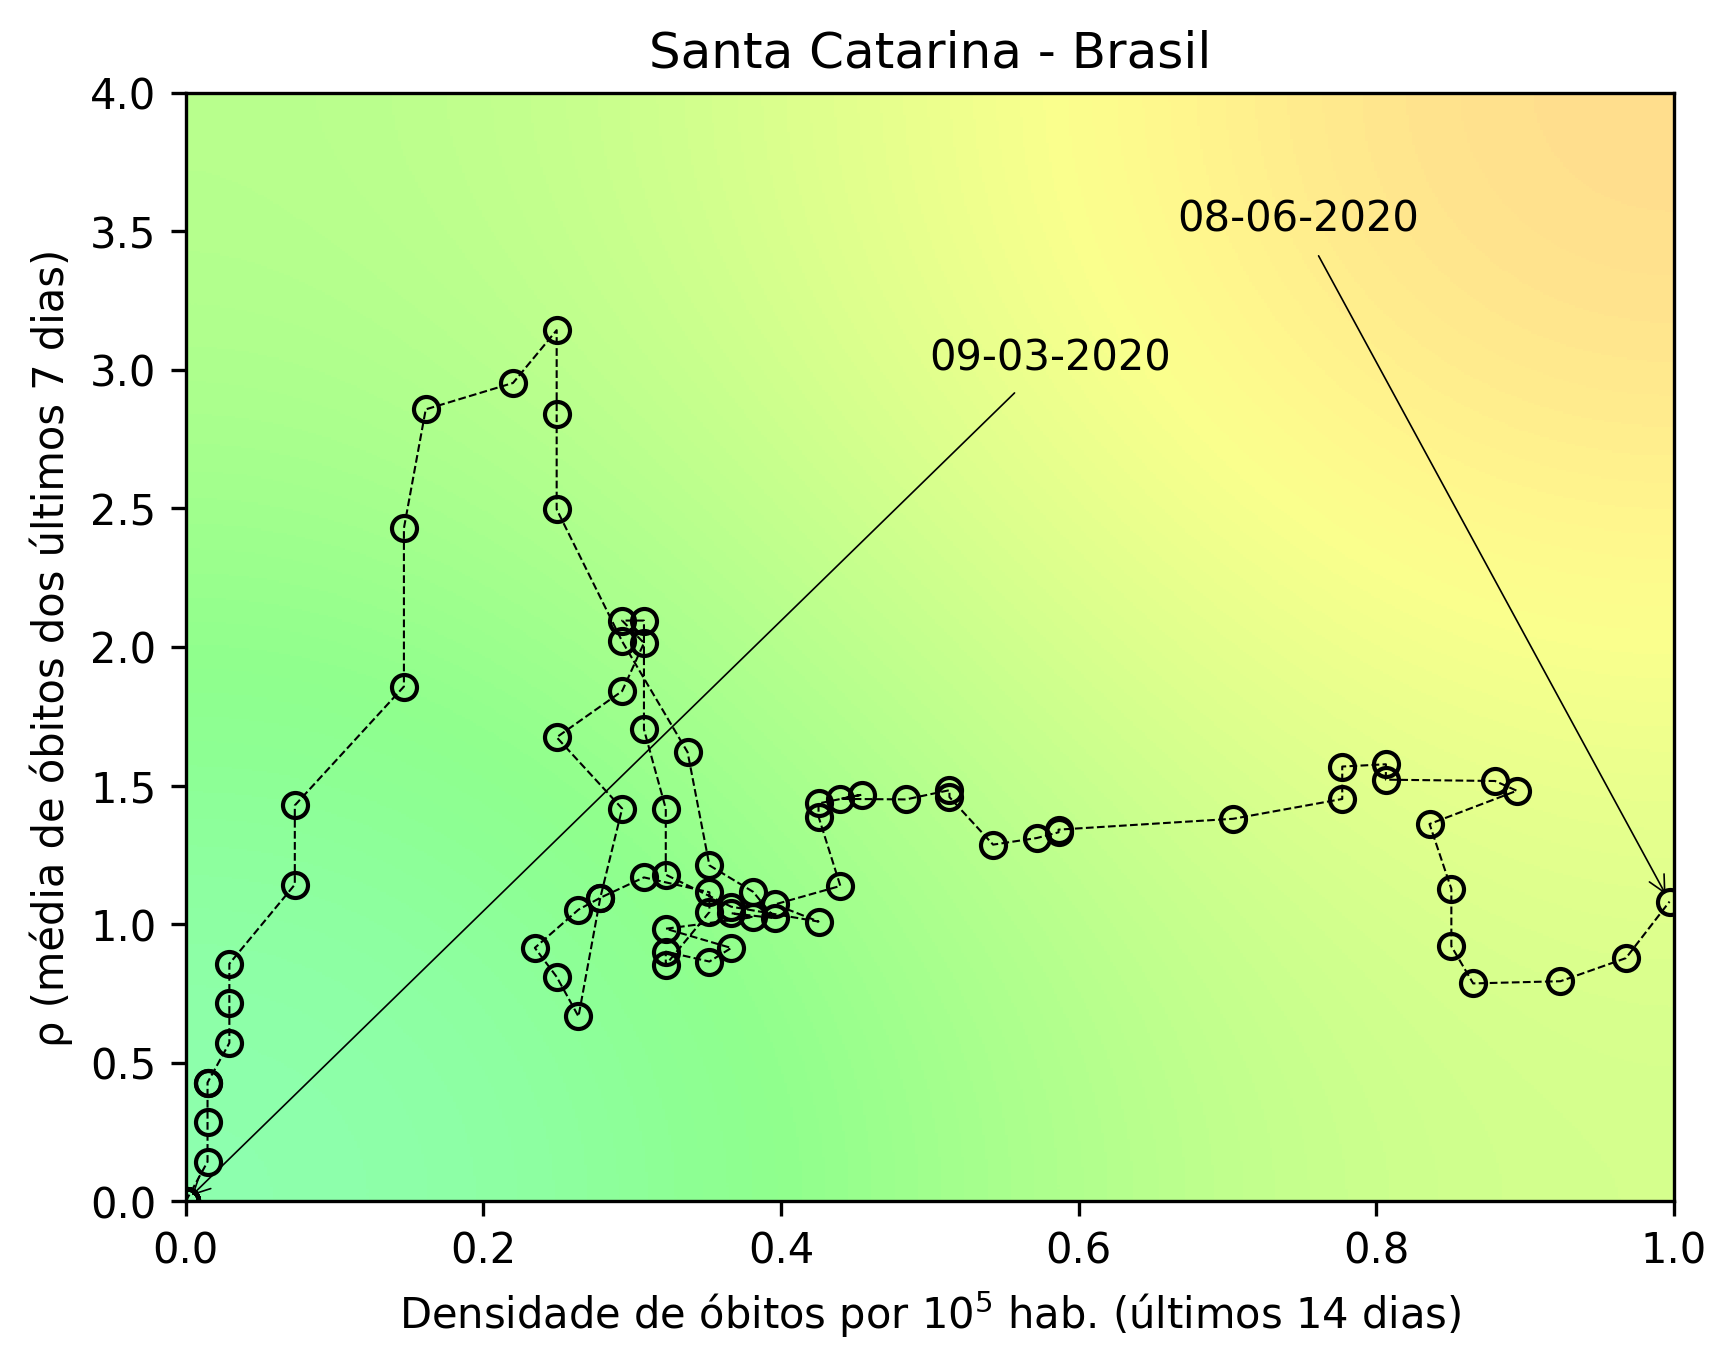 Santa Catarina - Brasil
4.0
3.5
3.0
2.5
2.0
1.5
1.0
0.5
0.0
ρ (média de óbitos dos últimos 7 dias)
08-06-2020
09-03-2020
0.0 0.2 0.4 0.6 0.8 1.0
Densidade de óbitos por 10⁵ hab. (últimos 14 dias)